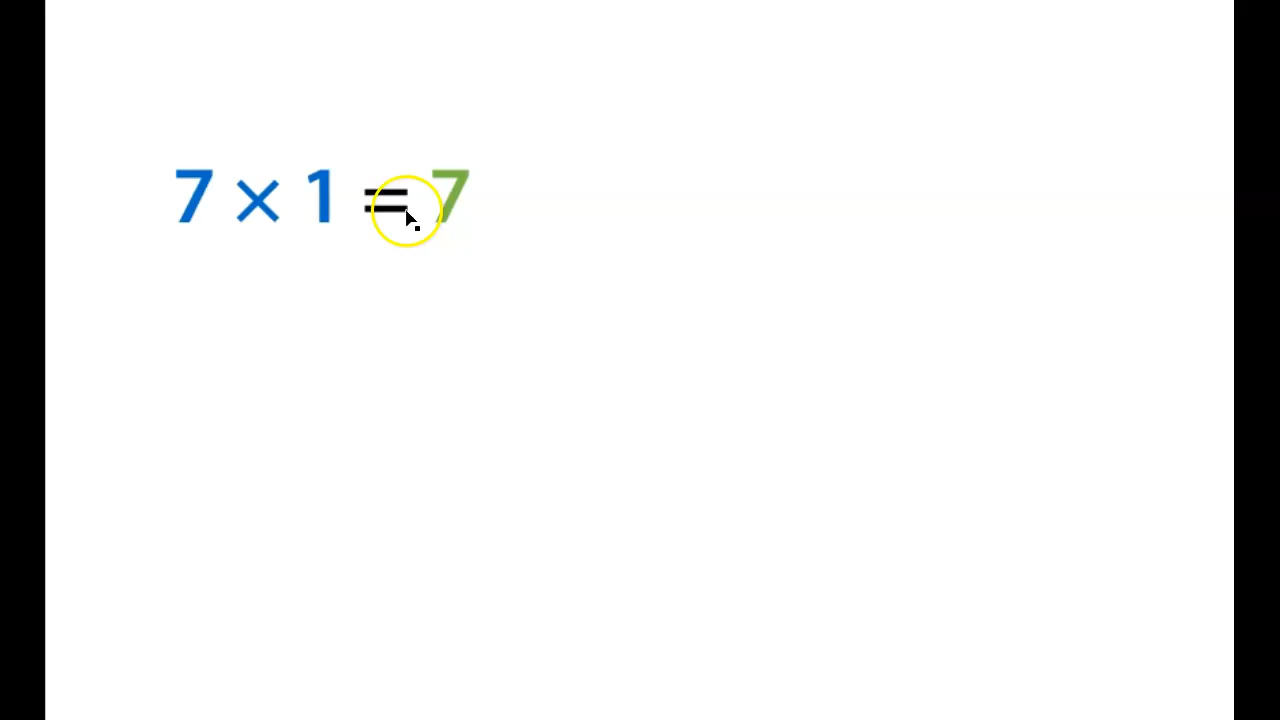 7 × 1 = 7